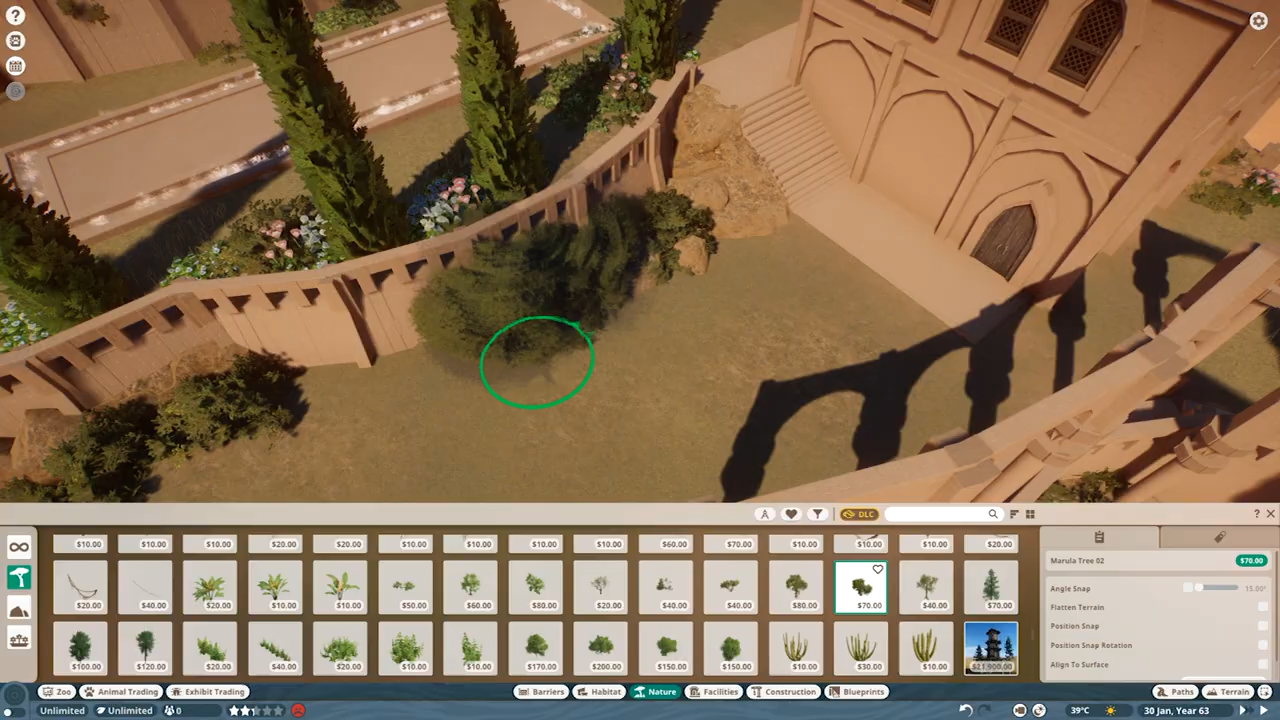 DLC
$10.00 $10.00 $10.00 $20.00 $20.00 $10.00 $10.00 $10.00 $10.00 $60.00 $70.00 $10.00 $10.00 $10.00 $20.00
$20.00 $40.00 $20.00 $10.00 $10.00 $50.00 $60.00 $80.00 $20.00 $40.00 $40.00 $80.00 $70.00 $40.00 $70.00
$100.00 $120.00 $20.00 $40.00 $20.00 $10.00 $10.00 $170.00 $200.00 $150.00 $150.00 $10.00 $30.00 $10.00 $21,900.00
Marula Tree 02 $70.00
Angle Snap 15.00°
Flatten Terrain
Position Snap
Position Snap Rotation
Align To Surface
Zoo Animal Trading Exhibit Trading Barriers Habitat Nature Facilities Construction Blueprints Paths Terrain
Unlimited Unlimited 0 39°C 30 Jan, Year 63